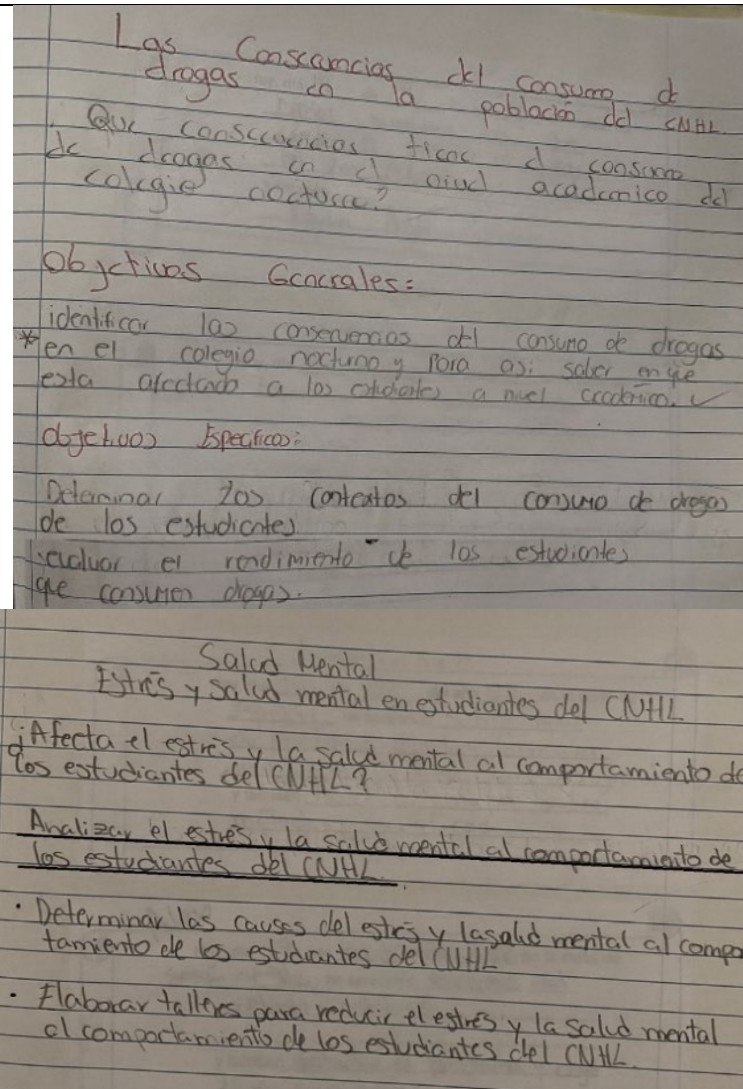 Las Conscamcias del consumo de
drogas en la población del CNHL
¿Que conseccuencias tiene el consumo
de drogas en el nivel academico del
colegio nocturno?
Objetivos Generales:
identificar las consecuencias del consumo de drogas
*en el colegio nocturno y para asi saber en que
esta afectado a los estudiantes a nivel academico. ✓
Objetivos Especificos:
Determinar los contextos del consumo de drogas
de los estudiantes
evaluar el rendimiento de los estudiantes
que consumen drogas.
Salud Mental
Estrés y salud mental en estudiantes del CNHL
¿Afecta el estrés y la salud mental al comportamiento de
los estudiantes del CNHL?
Analizar el estrés y la salud mental al comportamiento de
los estudiantes del CNHL.
· Determinar las causas del estrés y la salud mental al compo
tamiento de los estudiantes del CNHL
· Elaborar talleres para reducir el estrés y la salud mental
al comportamiento de los estudiantes del CNHL.